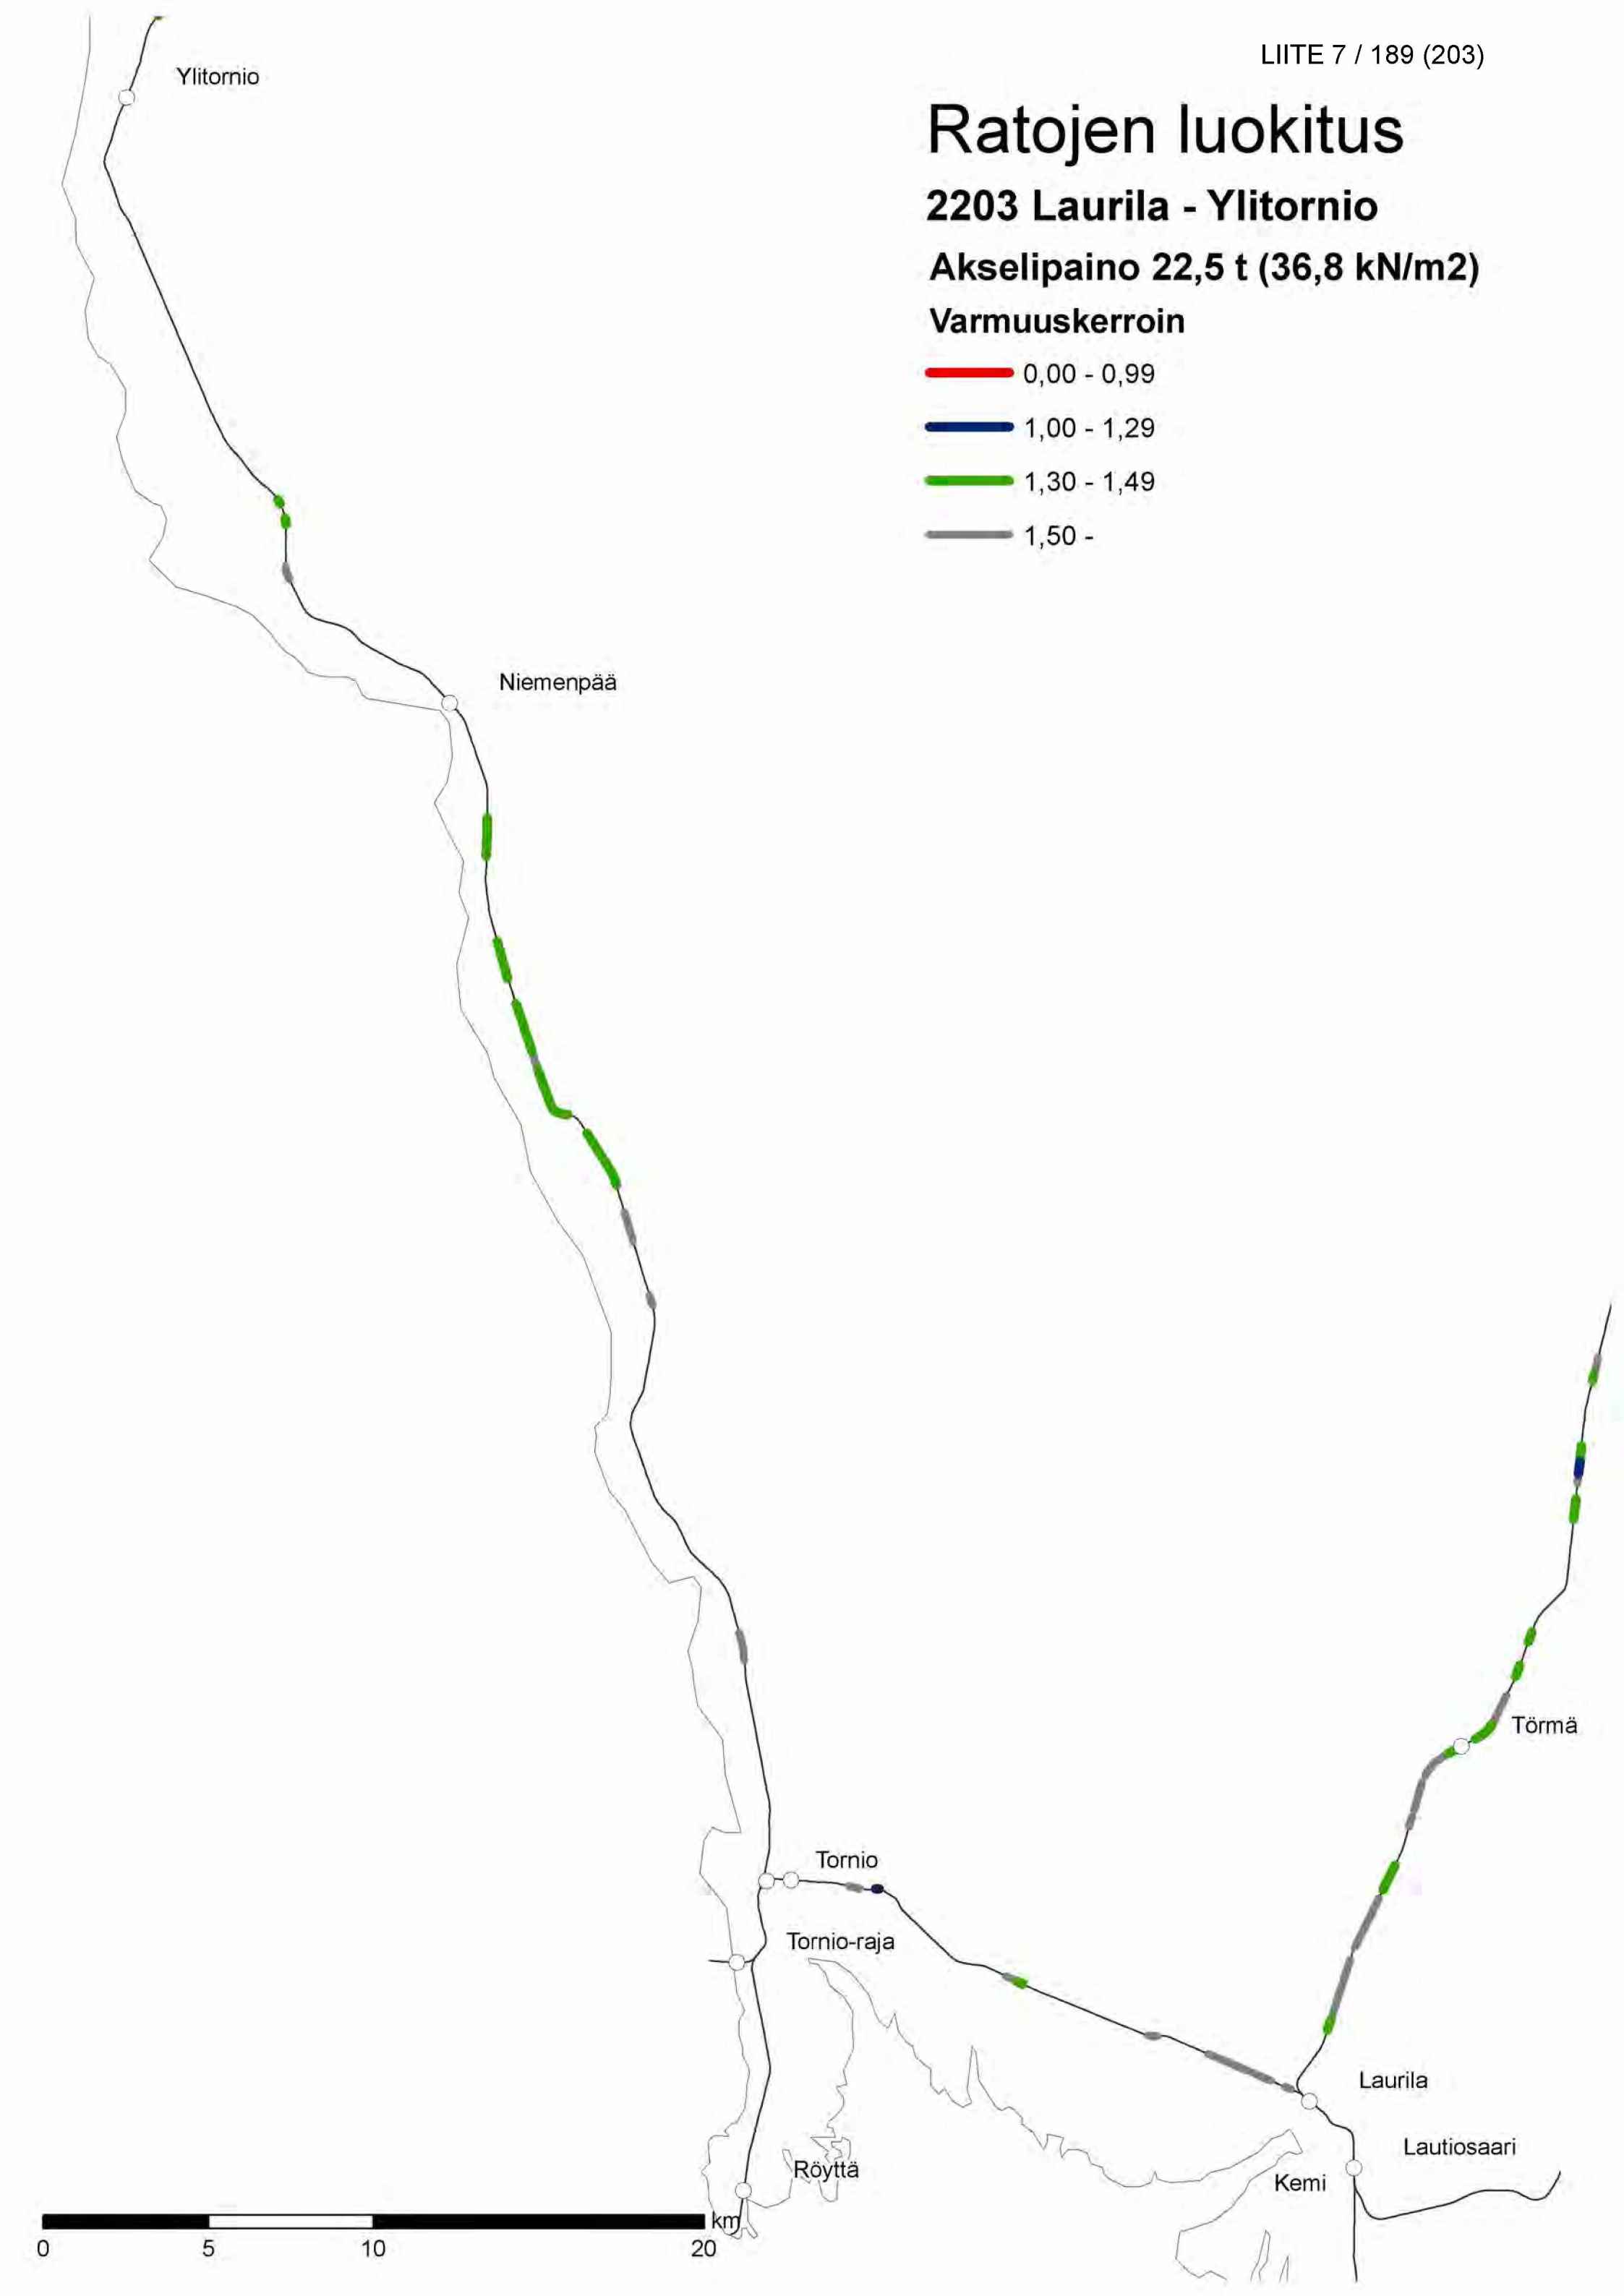 LIITE 7 / 189 (203)
Ratojen luokitus
2203 Laurila - Ylitornio
Akselipaino 22,5 t (36,8 kN/m2)
Varmuuskerroin
0,00 - 0,99
1,00 - 1,29
1,30 - 1,49
1,50 -
Ylitornio
Niemenpää
Törmä
Tornio
Tornio-raja
Laurila
Lautiosaari
Röyttä
Kemi
km
0 5 10 20